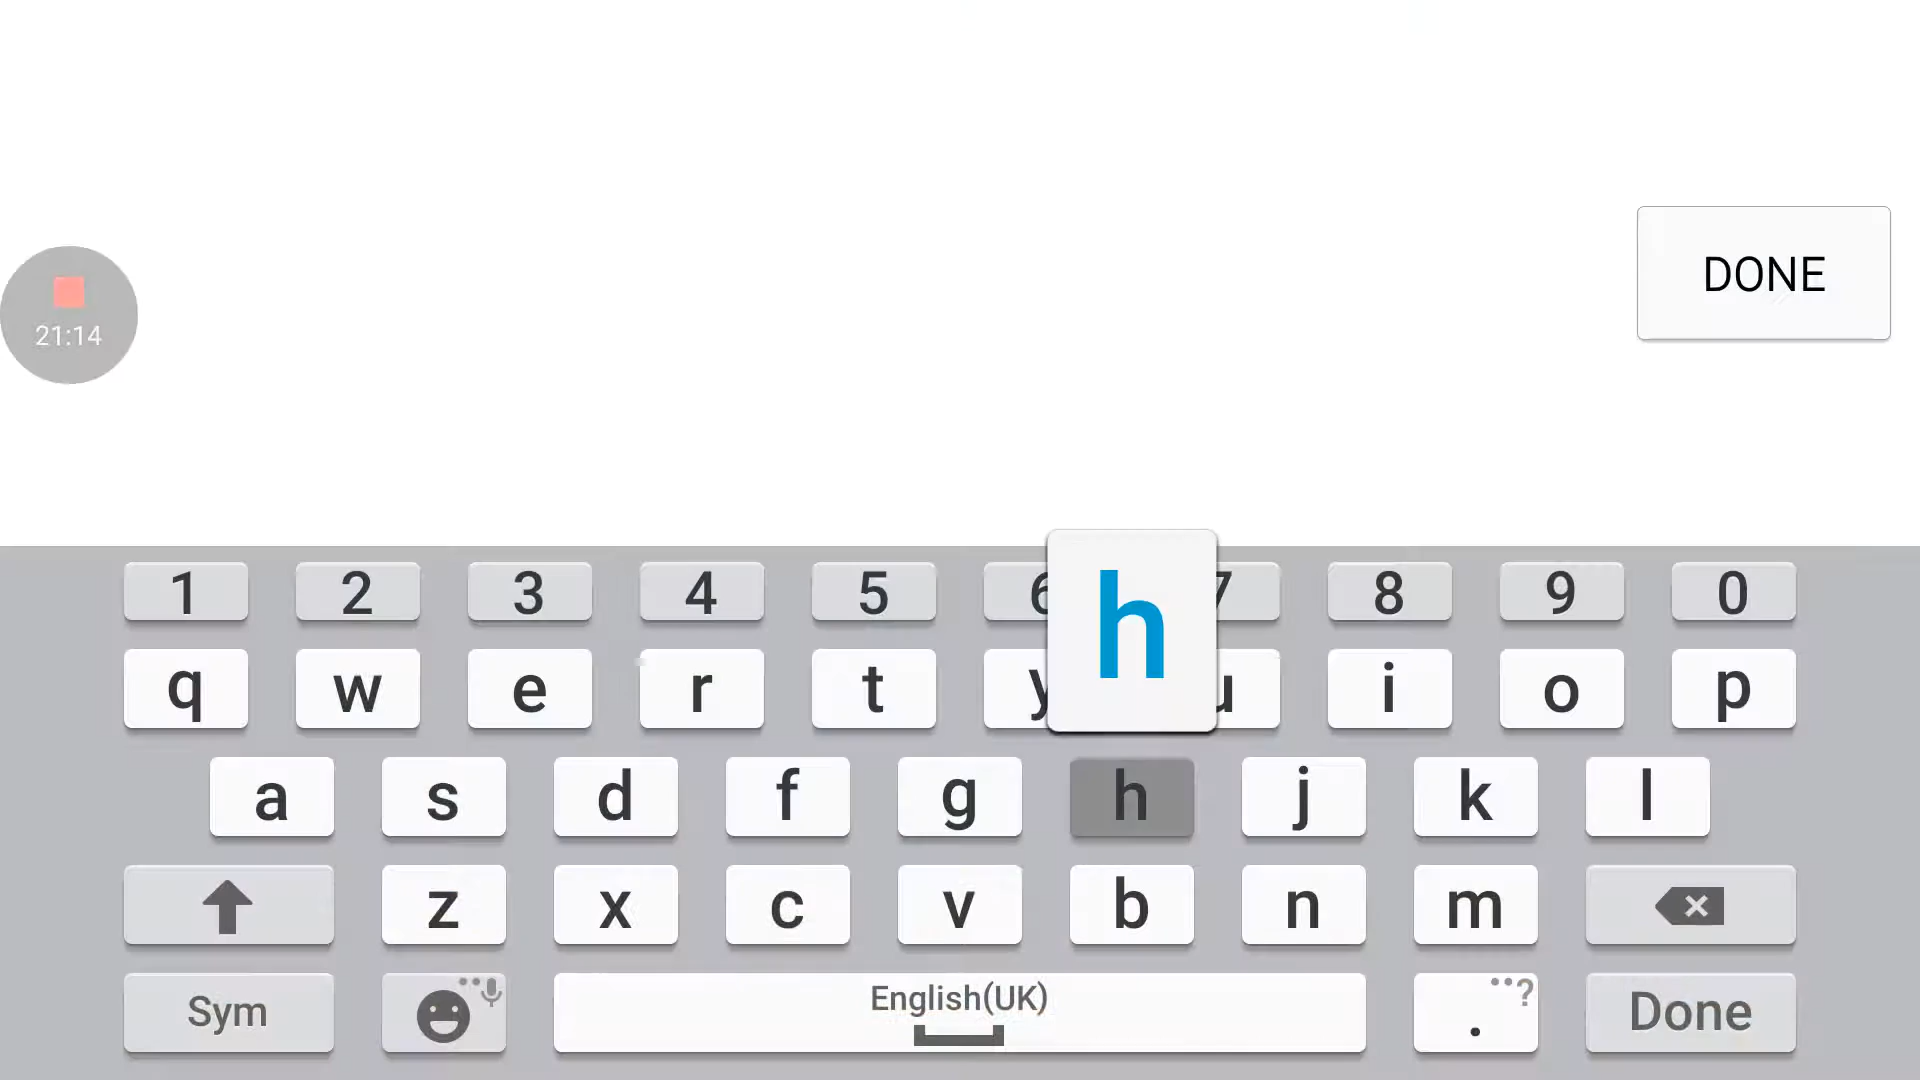 DONE
21:14
h
1 2 3 4 5 6 7 8 9 0
q w e r t y u i o p
a s d f g h j k l
z x c v b n m
Sym English(UK) . ? Done